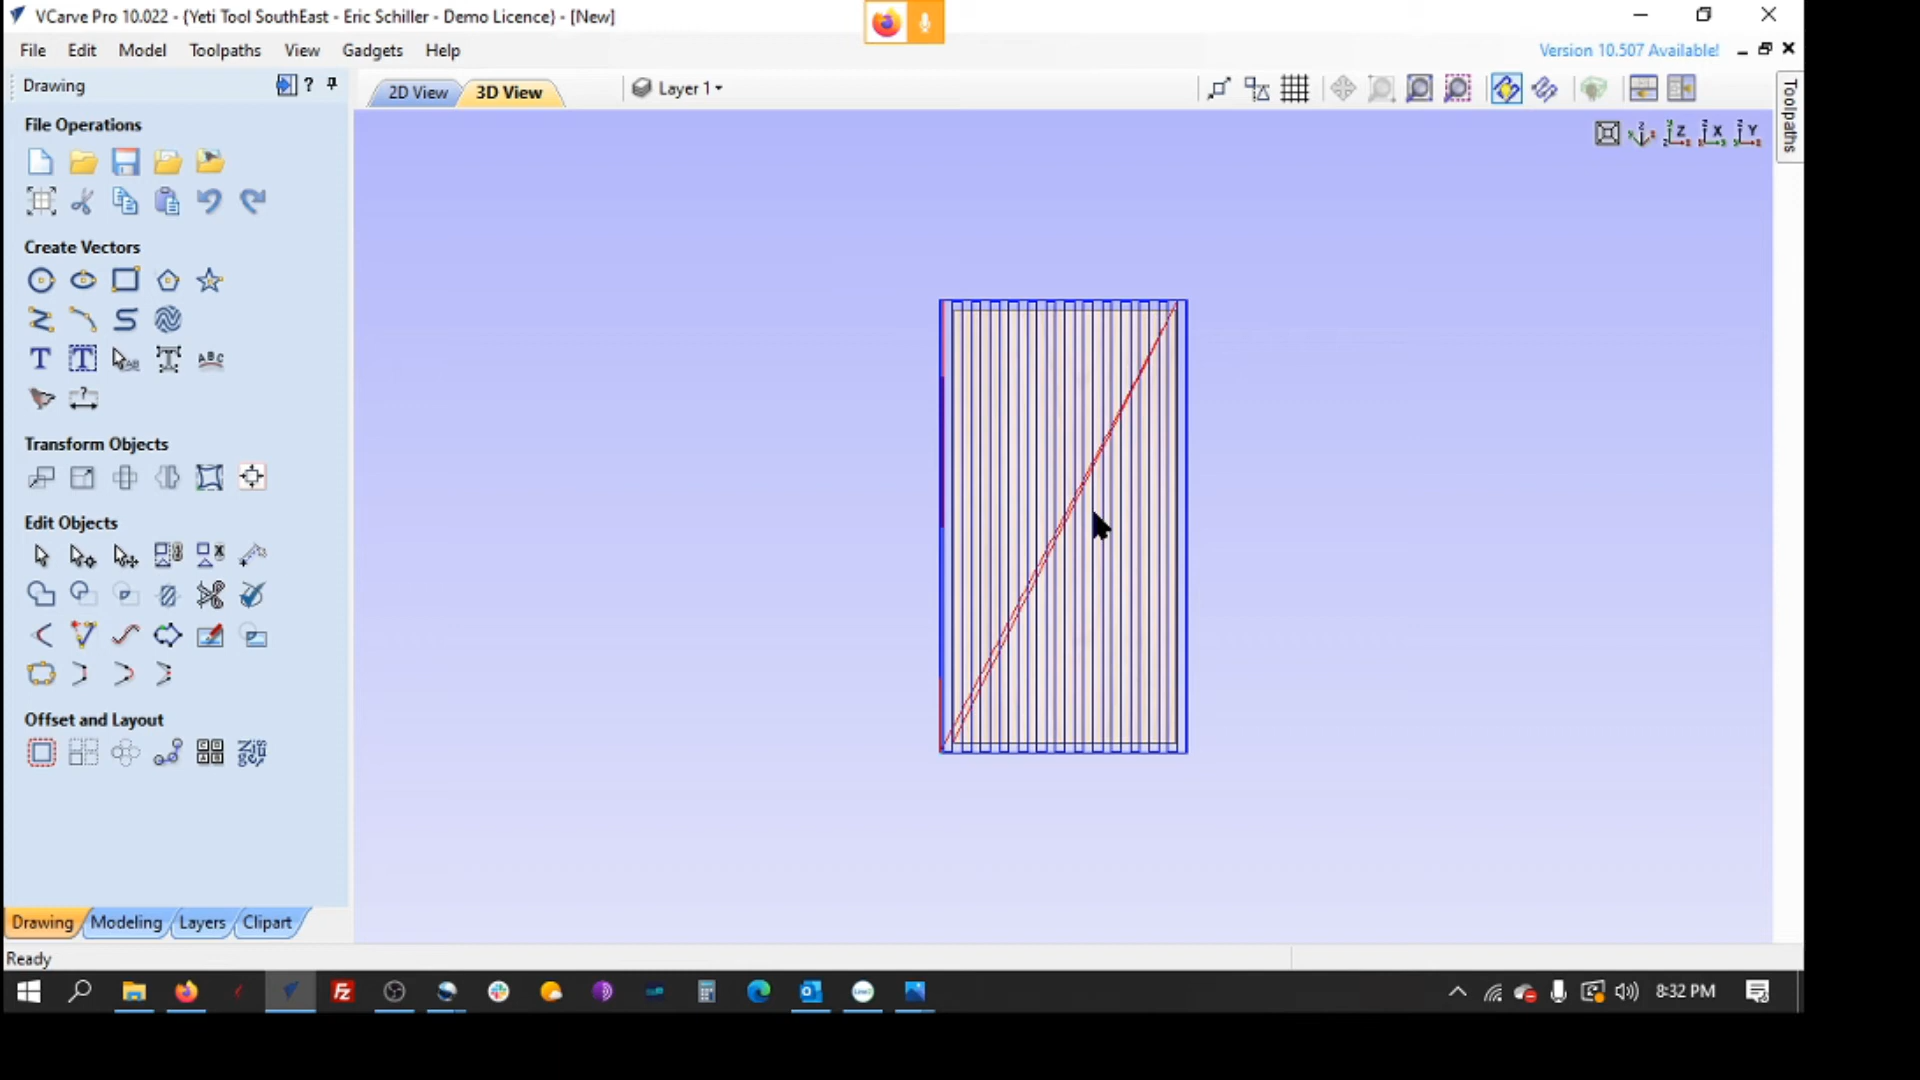 VCarve Pro 10.022 - {Yeti Tool SouthEast - Eric Schiller - Demo Licence} - [New]
File Edit Model Toolpaths View Gadgets Help
Version 10.507 Available!
Drawing
?
2D View 3D View
Layer 1
Toolpaths
File Operations
Create Vectors
Transform Objects
Edit Objects
Offset and Layout
Drawing Modeling Layers Clipart
Ready
8:32 PM